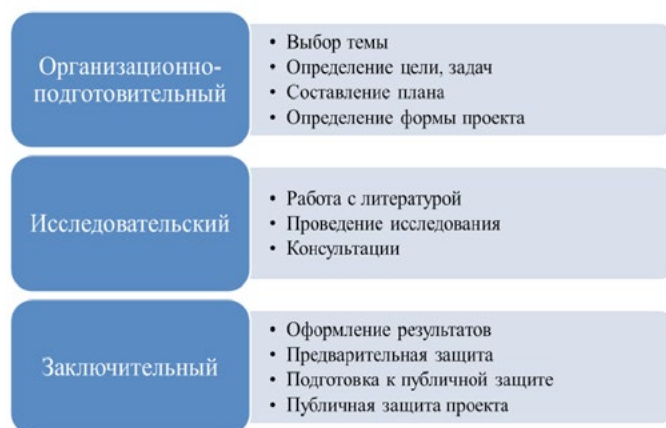 Организационно-
подготовительный
• Выбор темы
• Определение цели, задач
• Составление плана
• Определение формы проекта
Исследовательский
• Работа с литературой
• Проведение исследования
• Консультации
Заключительный
• Оформление результатов
• Предварительная защита
• Подготовка к публичной защите
• Публичная защита проекта